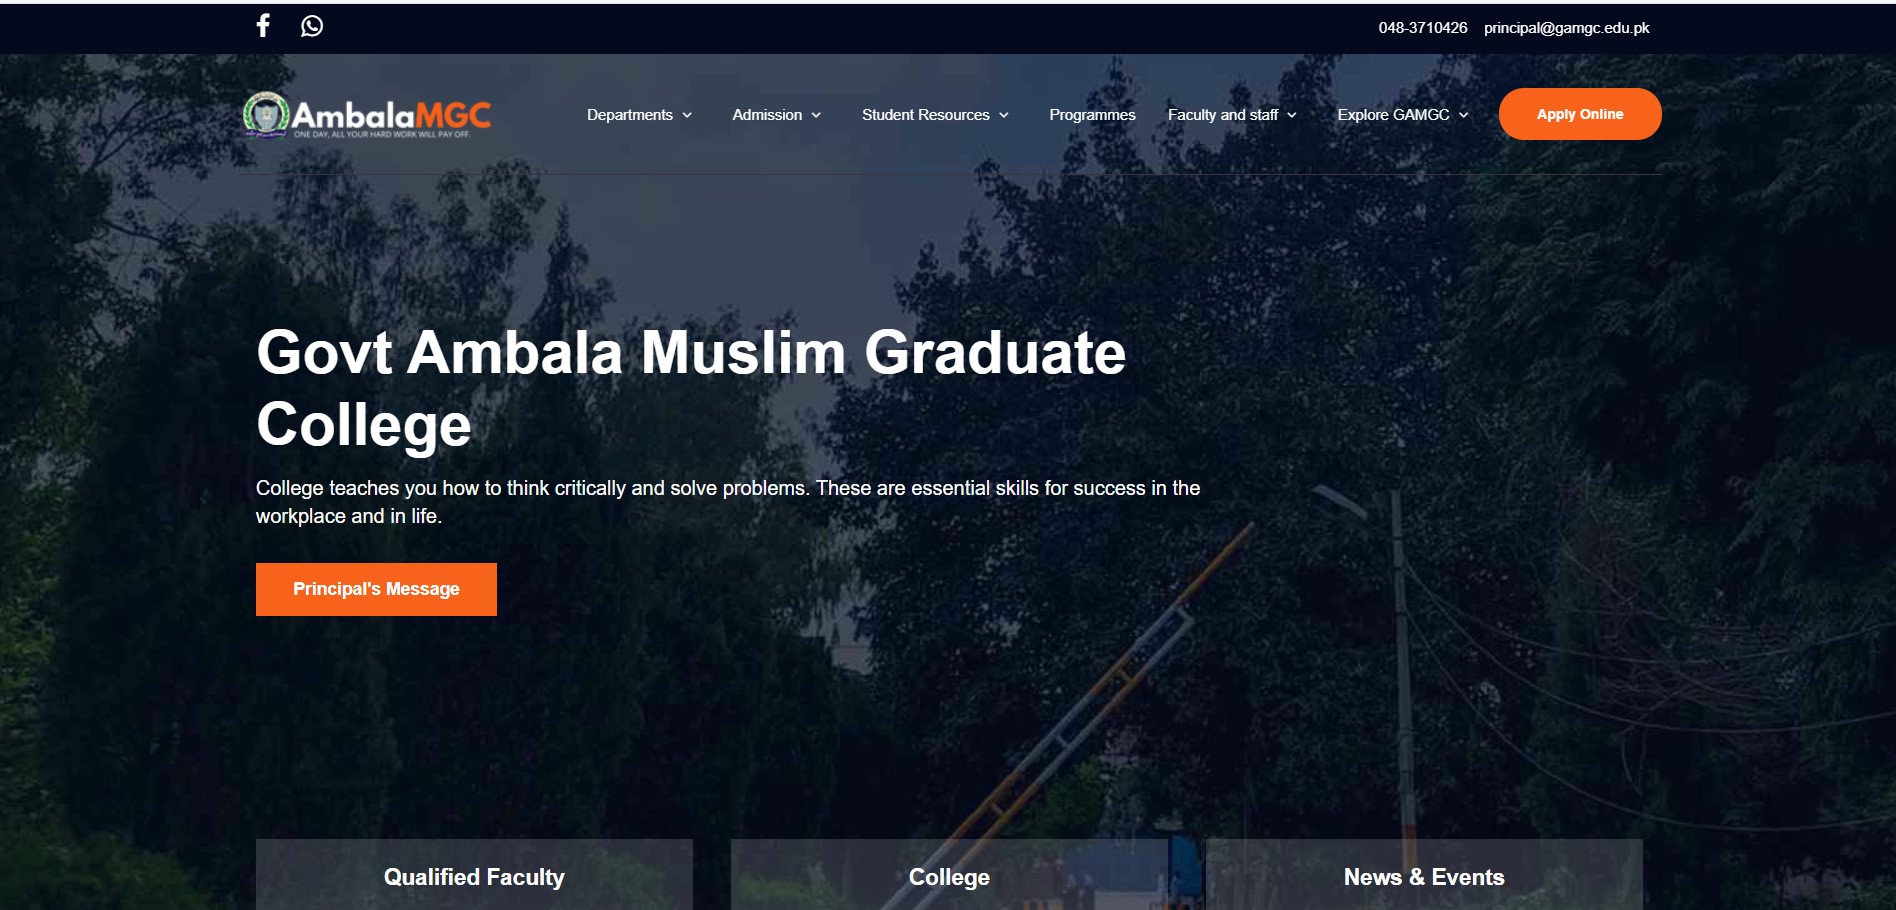 048-3710426 principal@gamgc.edu.pk
AmbalaMGC
ONE DAY, ALL YOUR HARD WORK WILL PAY OFF.
Departments Admission Student Resources Programmes Faculty and staff Explore GAMGC Apply Online
Govt Ambala Muslim Graduate
College
College teaches you how to think critically and solve problems. These are essential skills for success in the
workplace and in life.
Principal's Message
Qualified Faculty College News & Events